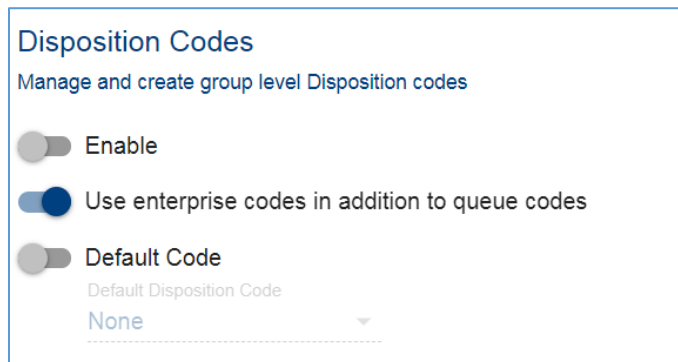 Disposition Codes
Manage and create group level Disposition codes
Enable
Use enterprise codes in addition to queue codes
Default Code
Default Disposition Code
None